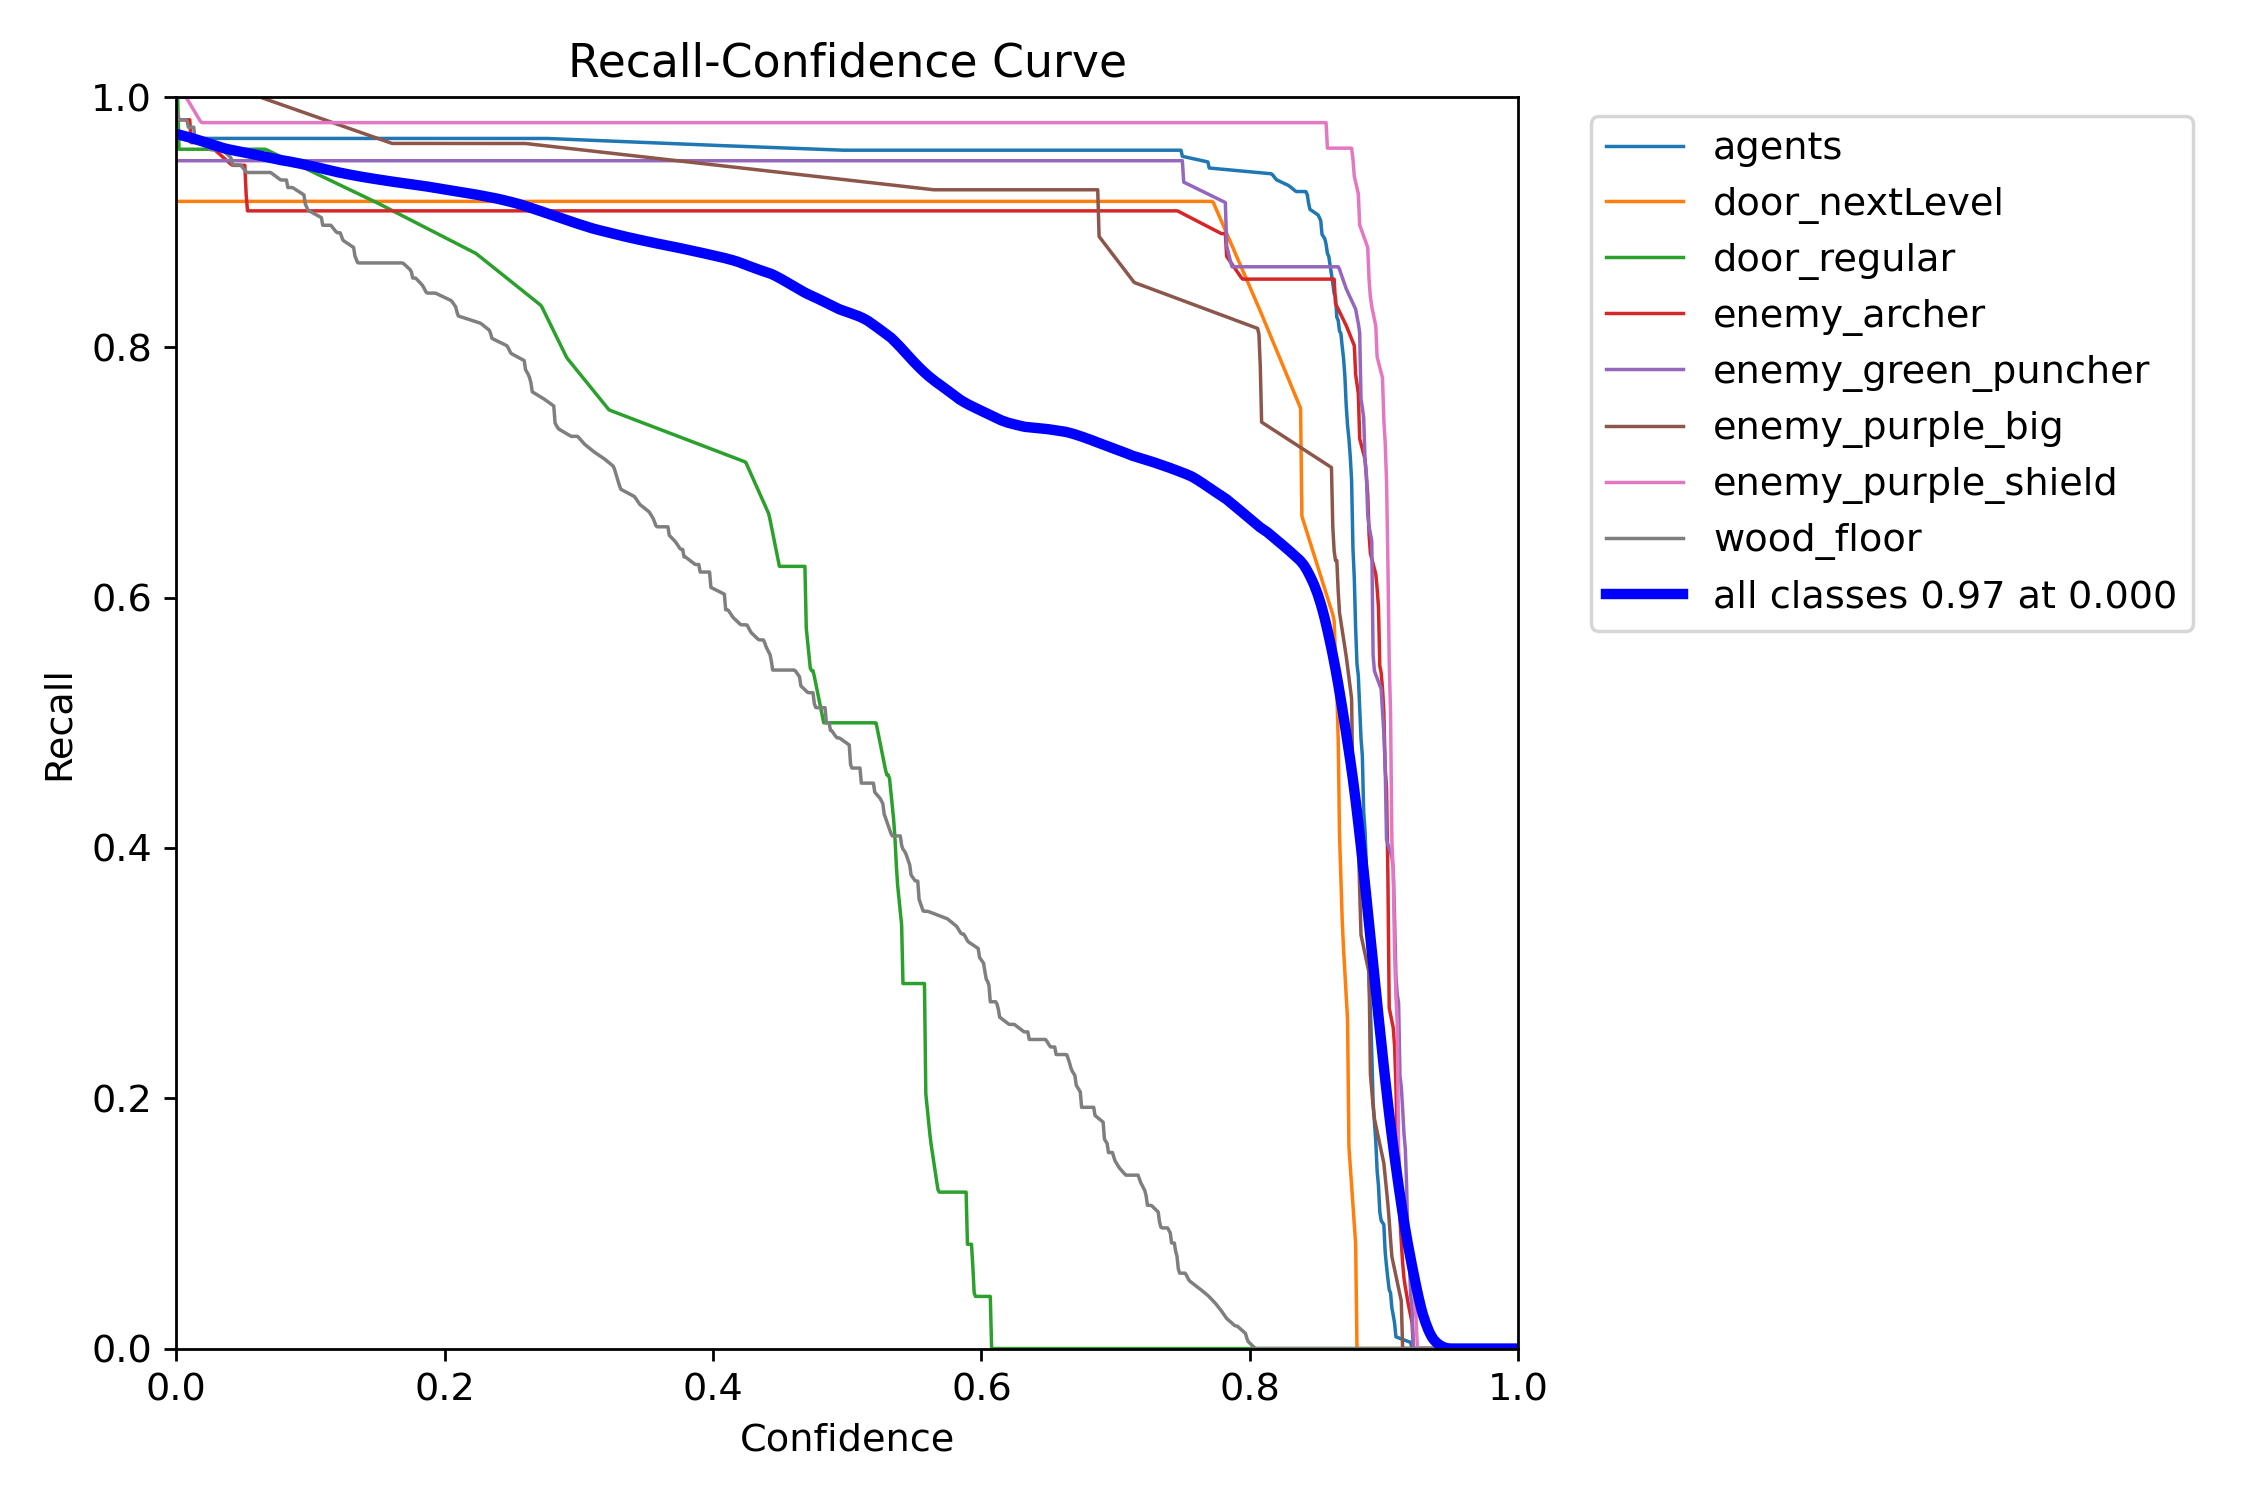 Recall-Confidence Curve
1.0
0.8
0.6
0.4
0.2
0.0
Recall
0.0 0.2 0.4 0.6 0.8 1.0
Confidence
agents
door_nextLevel
door_regular
enemy_archer
enemy_green_puncher
enemy_purple_big
enemy_purple_shield
wood_floor
all classes 0.97 at 0.000